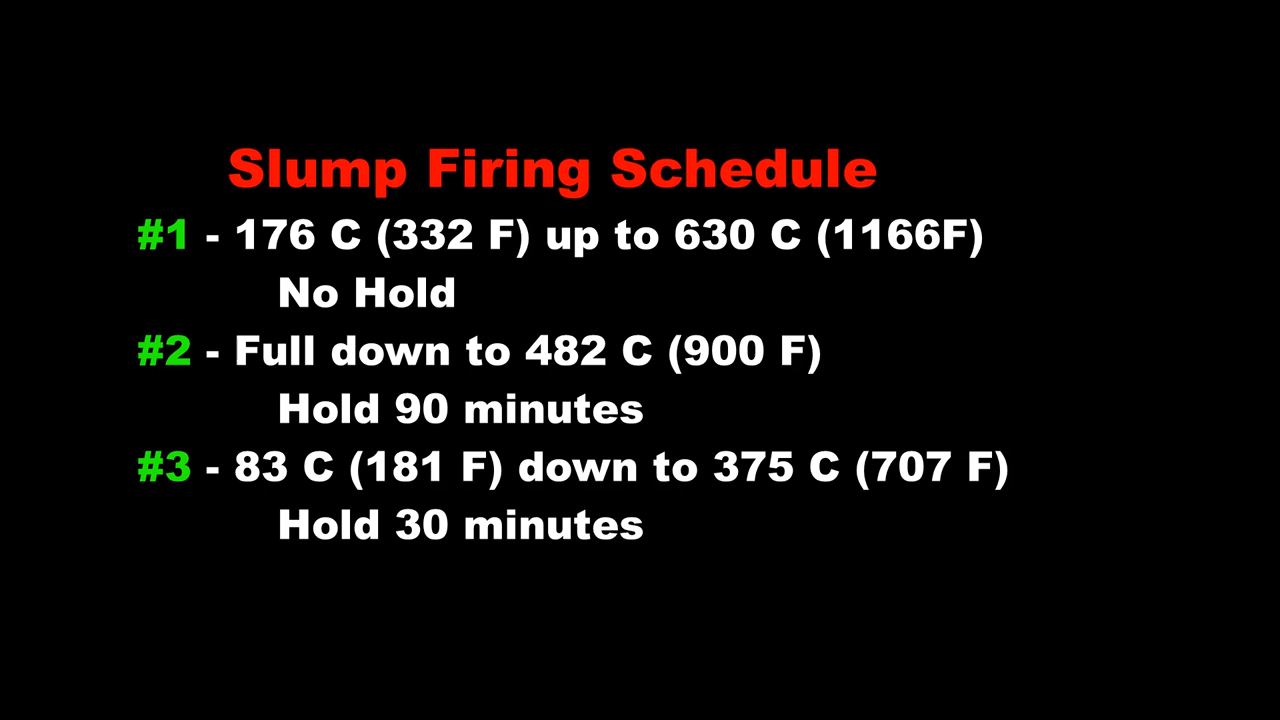 Slump Firing Schedule
#1 - 176 C (332 F) up to 630 C (1166F)
No Hold
#2 - Full down to 482 C (900 F)
Hold 90 minutes
#3 - 83 C (181 F) down to 375 C (707 F)
Hold 30 minutes